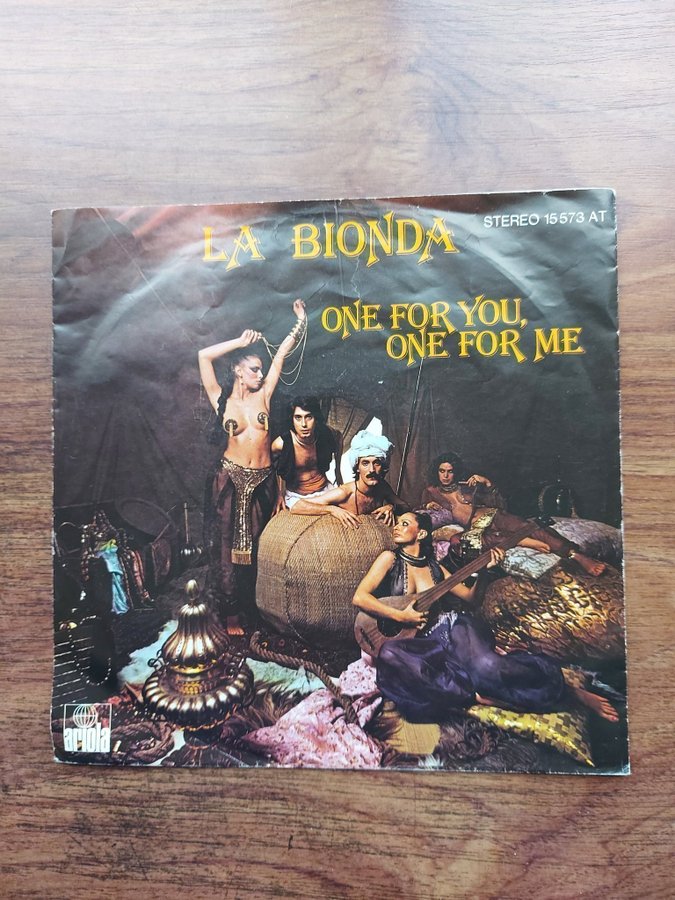 LA BIONDA
STEREO 15 573 AT
ONE FOR YOU,
ONE FOR ME
ariola